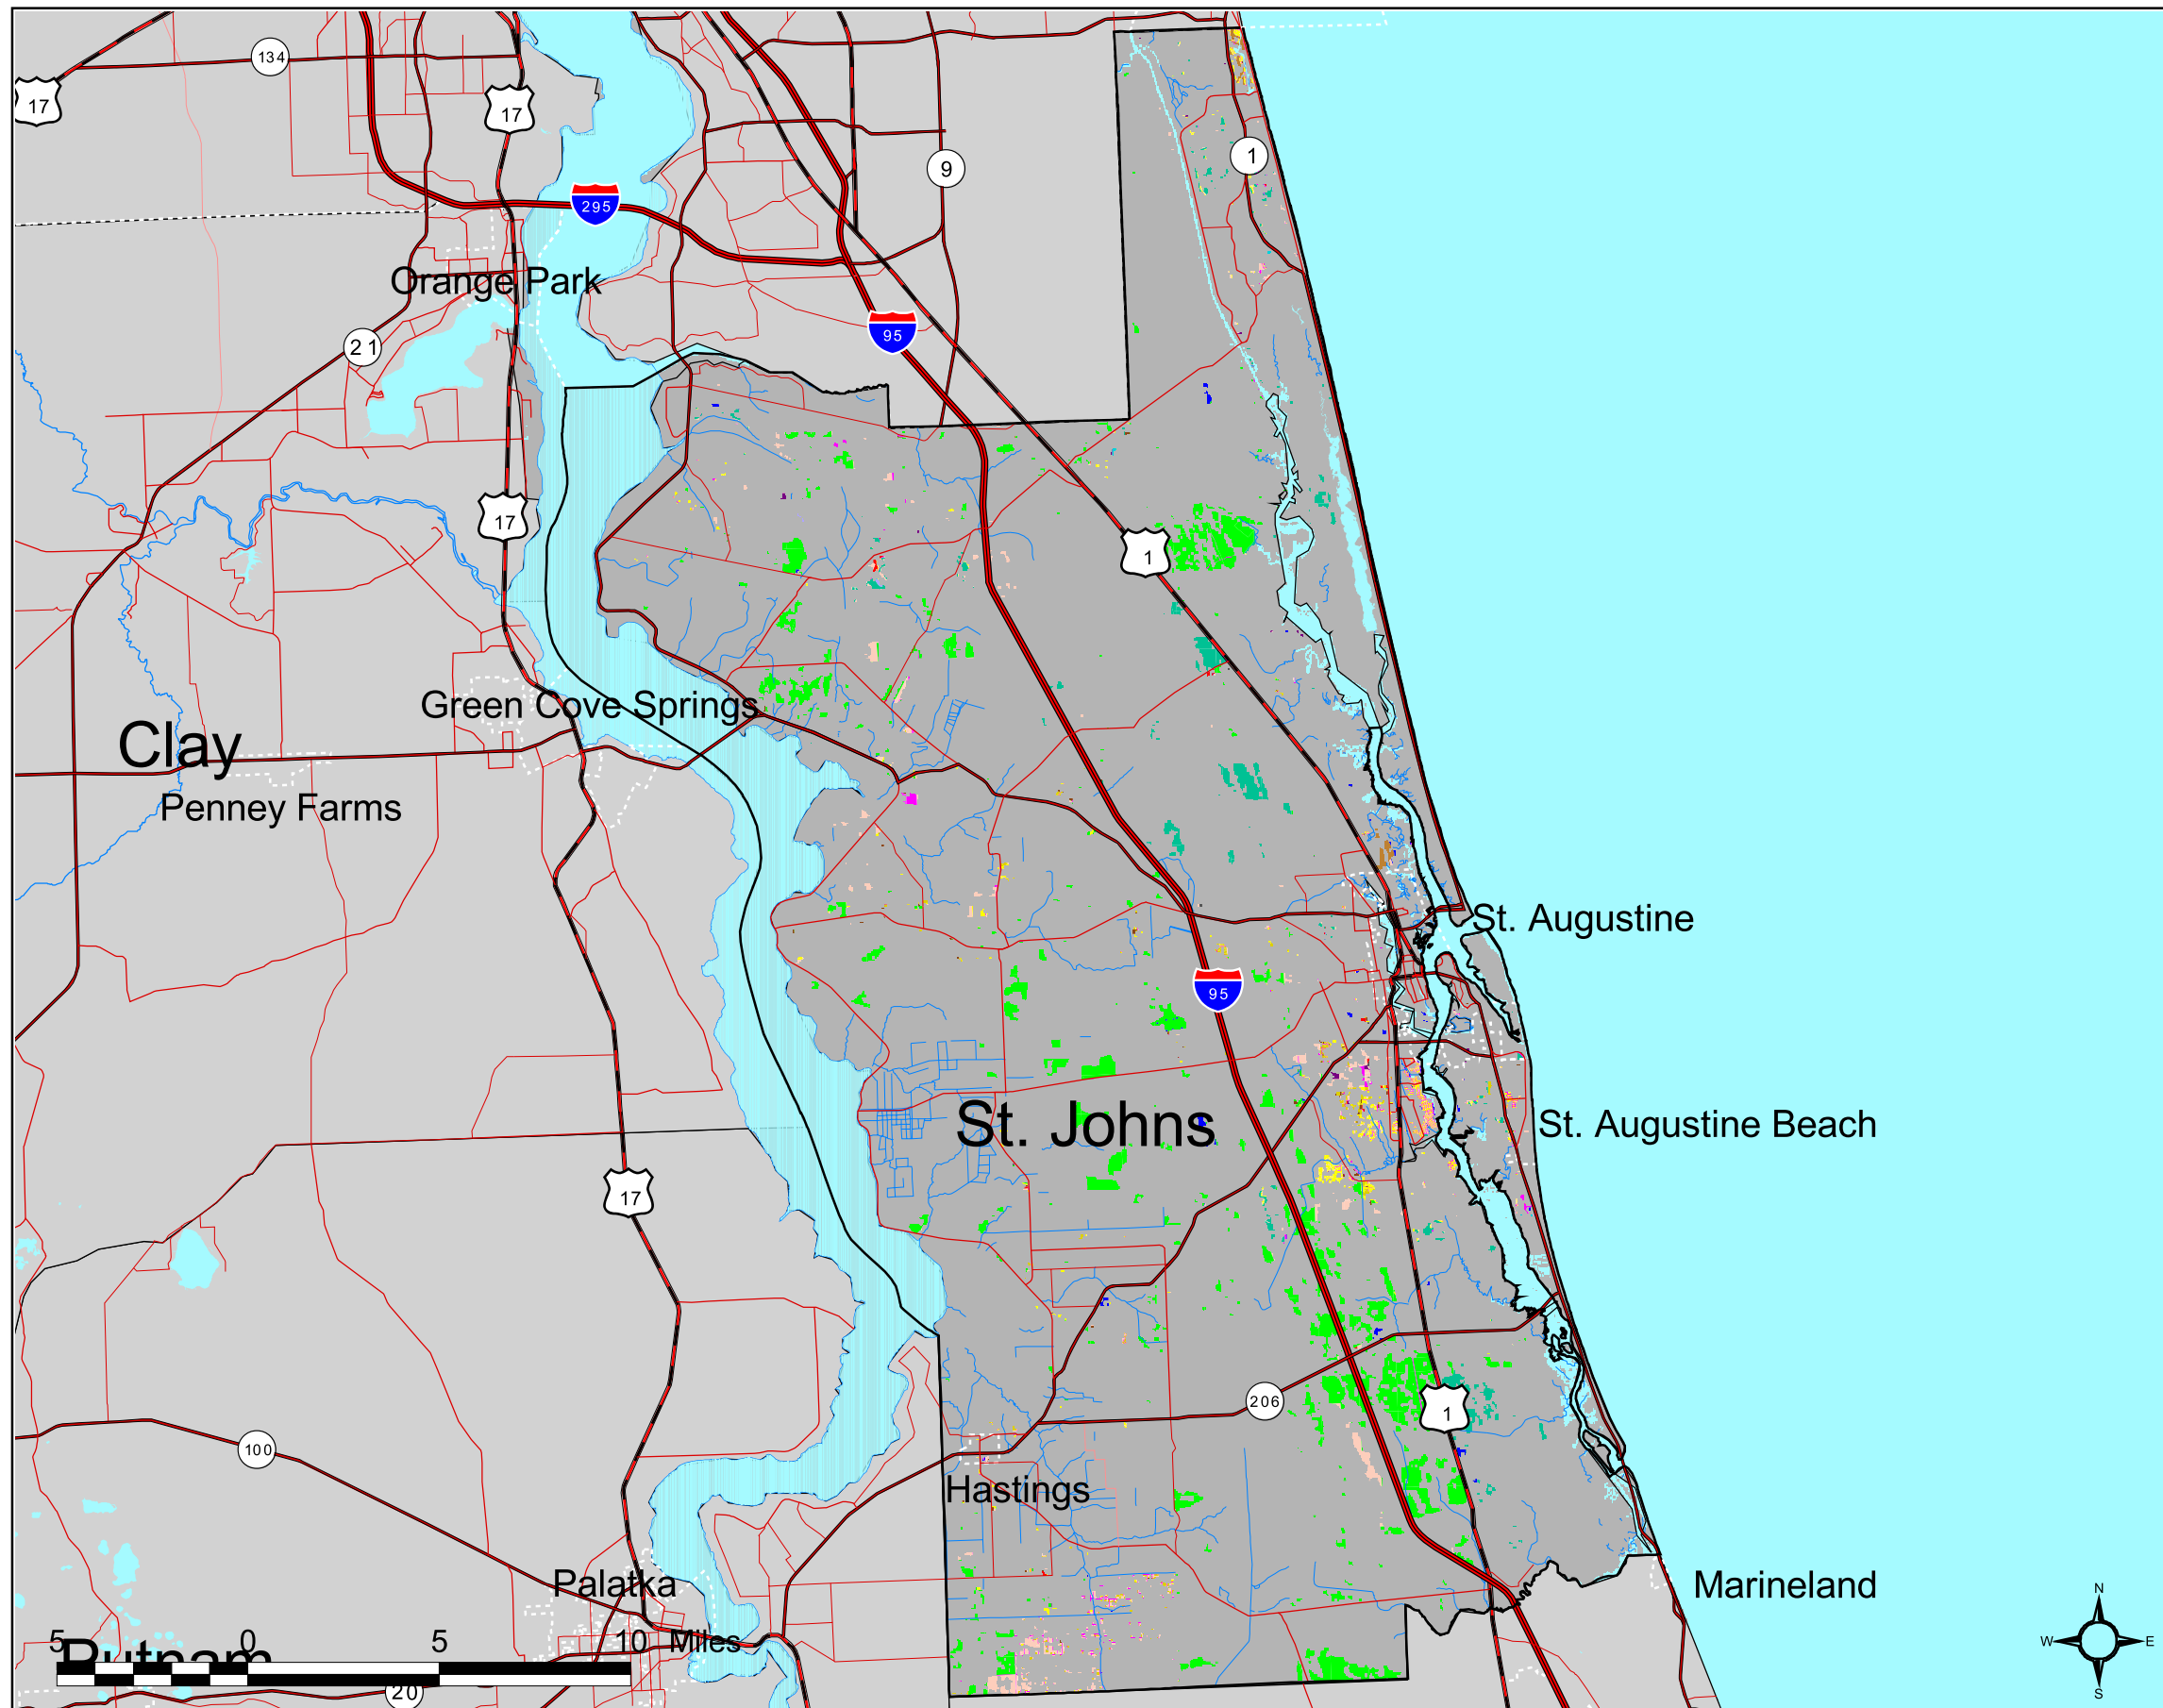 134
17
17
9
1
295
Orange Park
95
21
17
1
Green Cove Springs
Clay
Penney Farms
St. Augustine
95
St. Johns
St. Augustine Beach
17
206
1
100
Hastings
Palatka
Marineland
N
W E
S
5 0 5 10 Miles
Putnam
20